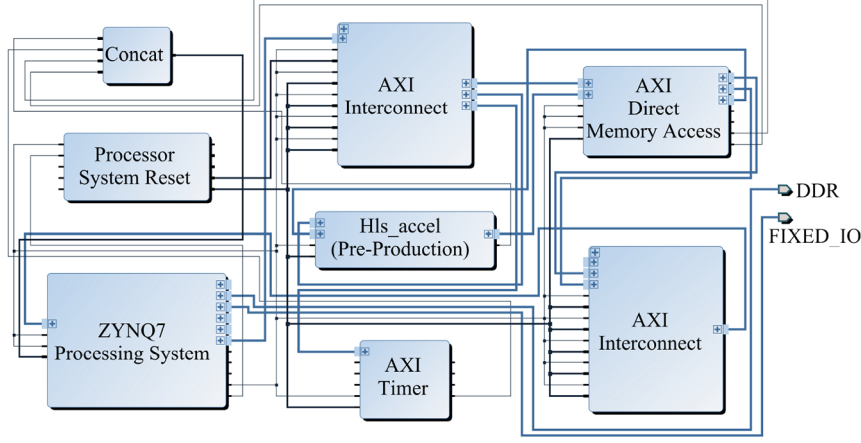 Concat
AXI
Interconnect
AXI
Direct
Memory Access
Processor
System Reset
DDR
Hls_accel
(Pre-Production)
FIXED_IO
ZYNQ7
Processing System
AXI
Interconnect
AXI
Timer